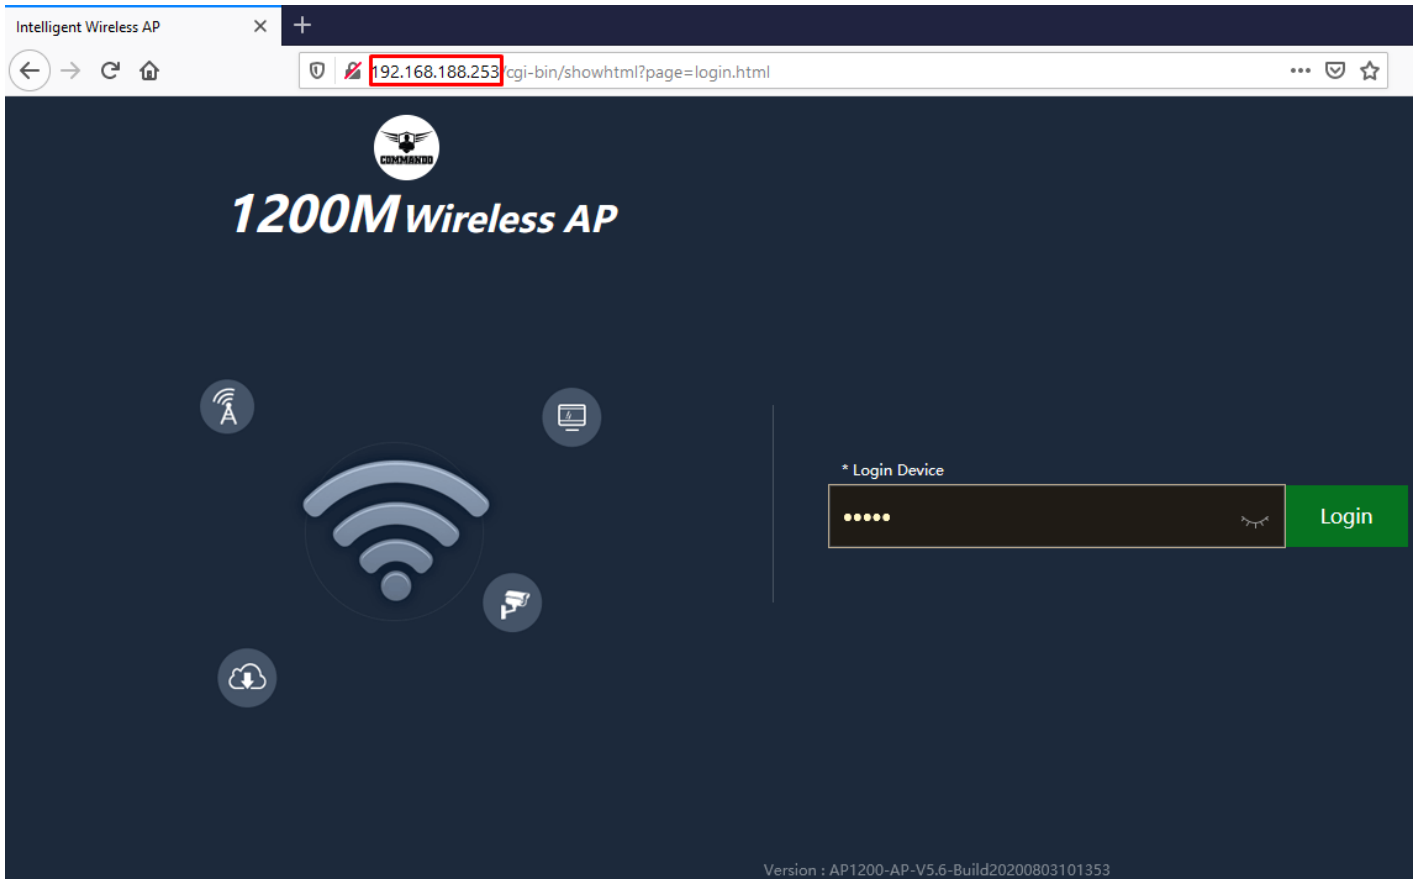 Intelligent Wireless AP
192.168.188.253/cgi-bin/showhtml?page=login.html
COMMANDO
1200M Wireless AP
* Login Device
Login
Version : AP1200-AP-V5.6-Build20200803101353